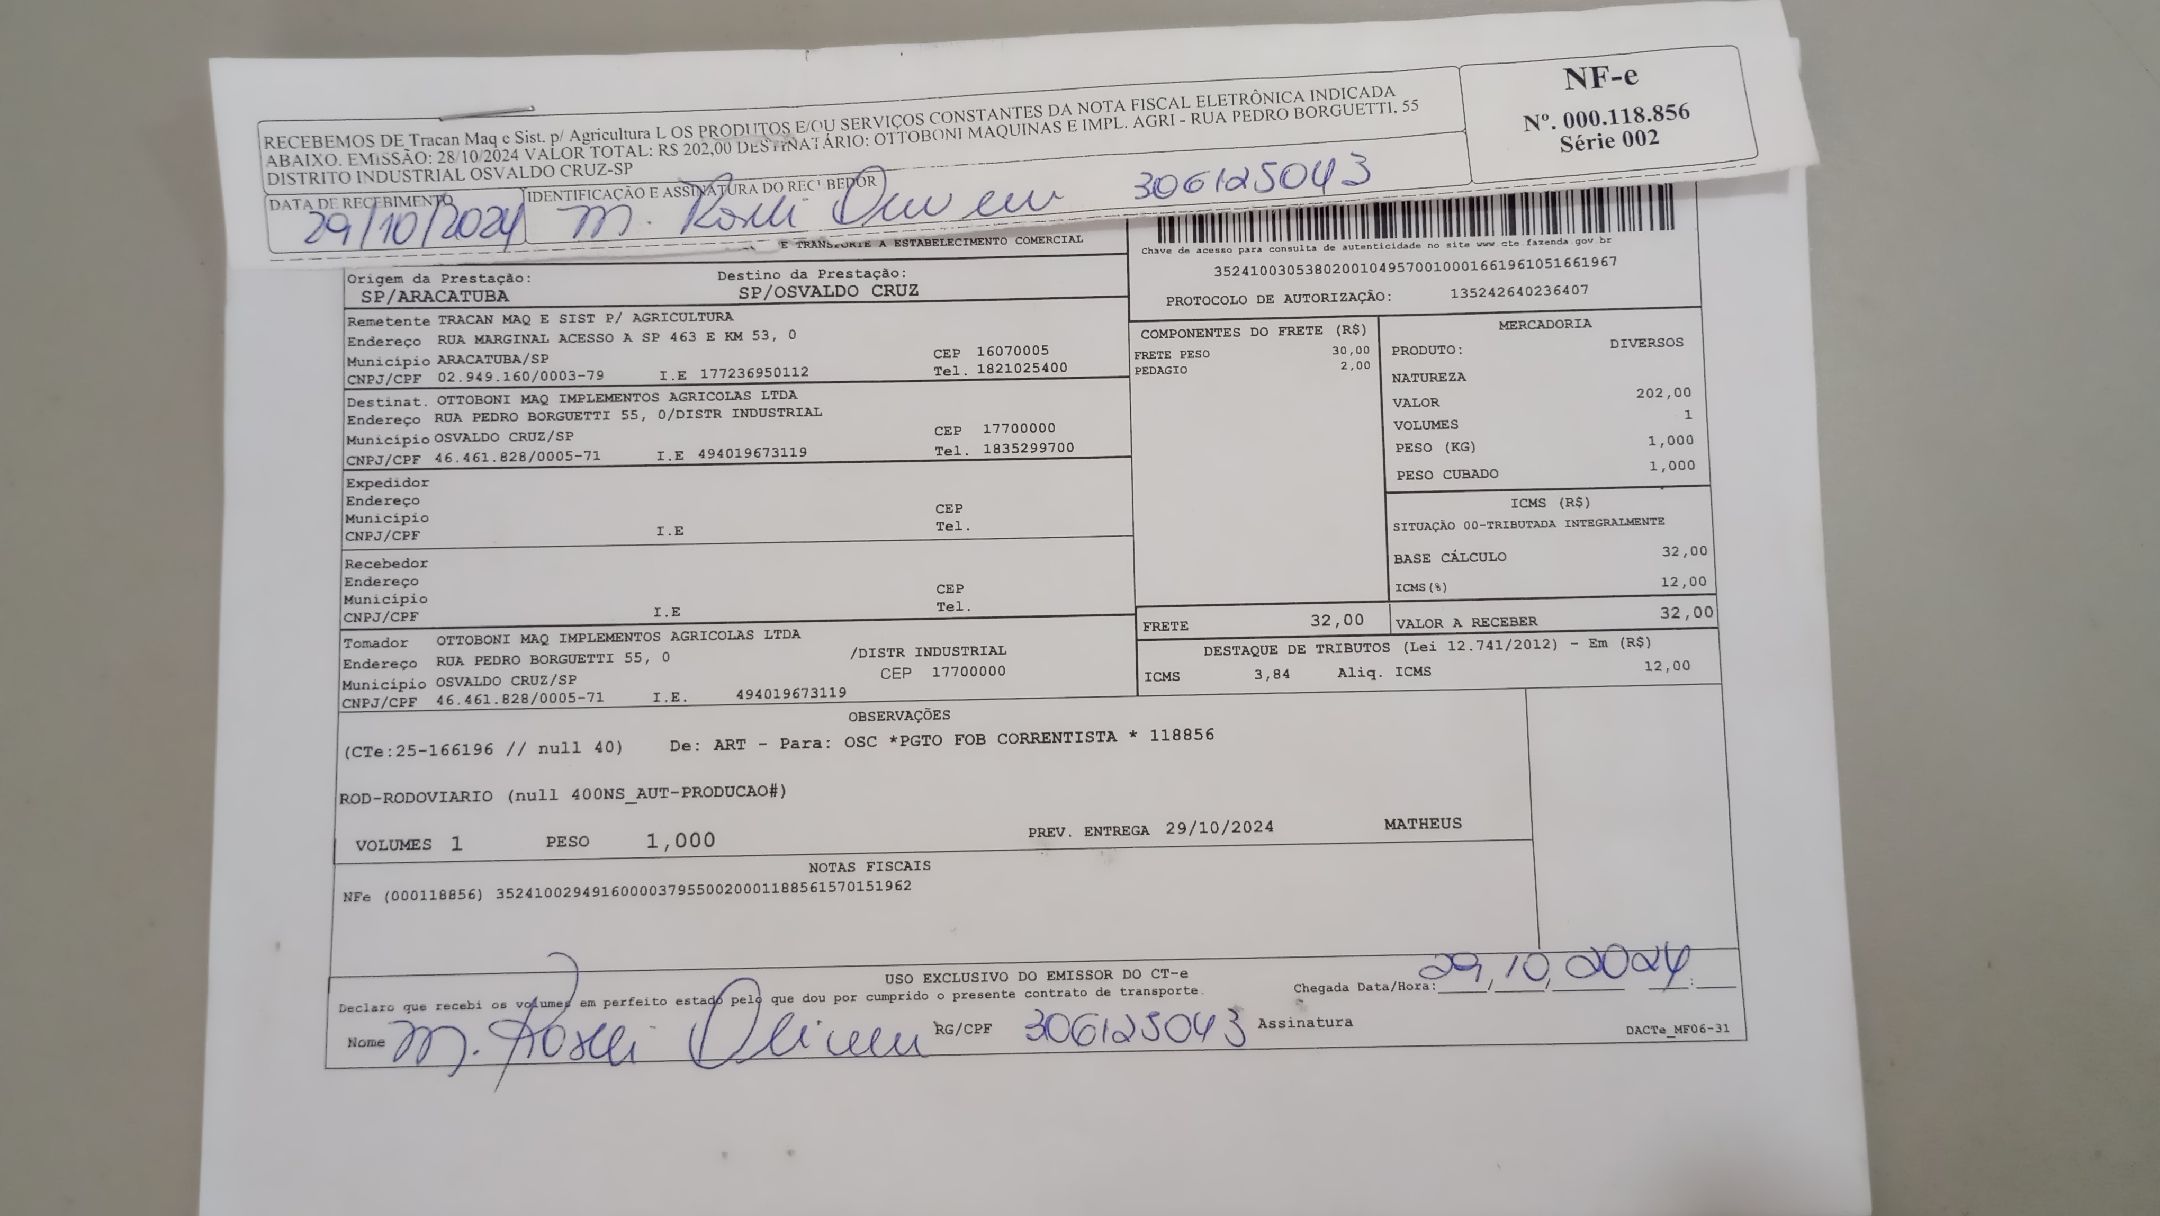 RECEBEMOS DE Tracan Maq e Sist. p/ Agricultura L OS PRODUTOS E/OU SERVIÇOS CONSTANTES DA NOTA FISCAL ELETRÔNICA INDICADA
ABAIXO. EMISSÃO: 28/10/2024 VALOR TOTAL: R$ 202,00 DESTINATÁRIO: OTTOBONI MAQUINAS E IMPL. AGRI - RUA PEDRO BORGUETTI, 55
DISTRITO INDUSTRIAL OSVALDO CRUZ-SP
NF-e
Nº. 000.118.856
Série 002
DATA DE RECEBIMENTO
29/10/2024
IDENTIFICAÇÃO E ASSINATURA DO RECEBEDOR
M. Roseli 306125043
E TRANSPORTE A ESTABELECIMENTO COMERCIAL
Chave de acesso para consulta de autenticidade no site www cte.fazenda.gov.br
35241003053802001049570010001661961051661967
PROTOCOLO DE AUTORIZAÇÃO: 135242640236407
Origem da Prestação: Destino da Prestação:
SP/ARACATUBA SP/OSVALDO CRUZ
Remetente TRACAN MAQ E SIST P/ AGRICULTURA
Endereço RUA MARGINAL ACESSO A SP 463 E KM 53, 0
Município ARACATUBA/SP CEP 16070005
CNPJ/CPF 02.949.160/0003-79 I.E 177236950112 Tel. 1821025400
Destinat. OTTOBONI MAQ IMPLEMENTOS AGRICOLAS LTDA
Endereço RUA PEDRO BORGUETTI 55, 0/DISTR INDUSTRIAL
Município OSVALDO CRUZ/SP CEP 17700000
CNPJ/CPF 46.461.828/0005-71 I.E 494019673119 Tel. 1835299700
Expedidor
Endereço
Município CEP
CNPJ/CPF I.E Tel.
Recebedor
Endereço
Município CEP
CNPJ/CPF I.E Tel.
Tomador OTTOBONI MAQ IMPLEMENTOS AGRICOLAS LTDA
Endereço RUA PEDRO BORGUETTI 55, 0 /DISTR INDUSTRIAL
Município OSVALDO CRUZ/SP CEP 17700000
CNPJ/CPF 46.461.828/0005-71 I.E. 494019673119
COMPONENTES DO FRETE (R$)
FRETE PESO 30,00
PEDAGIO 2,00
MERCADORIA
PRODUTO: DIVERSOS
NATUREZA
VALOR 202,00
VOLUMES 1
PESO (KG) 1,000
PESO CUBADO 1,000
ICMS (R$)
SITUAÇÃO 00-TRIBUTADA INTEGRALMENTE
BASE CÁLCULO 32,00
ICMS(%) 12,00
FRETE 32,00 VALOR A RECEBER 32,00
DESTAQUE DE TRIBUTOS (Lei 12.741/2012) - Em (R$)
ICMS 3,84 Aliq. ICMS 12,00
OBSERVAÇÕES
(CTe:25-166196 // null 40) De: ART - Para: OSC *PGTO FOB CORRENTISTA * 118856
ROD-RODOVIARIO (null 400NS_AUT-PRODUCAO#)
VOLUMES 1 PESO 1,000 PREV. ENTREGA 29/10/2024 MATHEUS
NOTAS FISCAIS
NFe (000118856) 35241002949160000379550020001188561570151962
USO EXCLUSIVO DO EMISSOR DO CT-e
Declaro que recebi os volumes em perfeito estado pelo que dou por cumprido o presente contrato de transporte. Chegada Data/Hora: 29/10/2024 :
Nome M. Roseli RG/CPF 306125043 Assinatura
DACTe_MF06-31